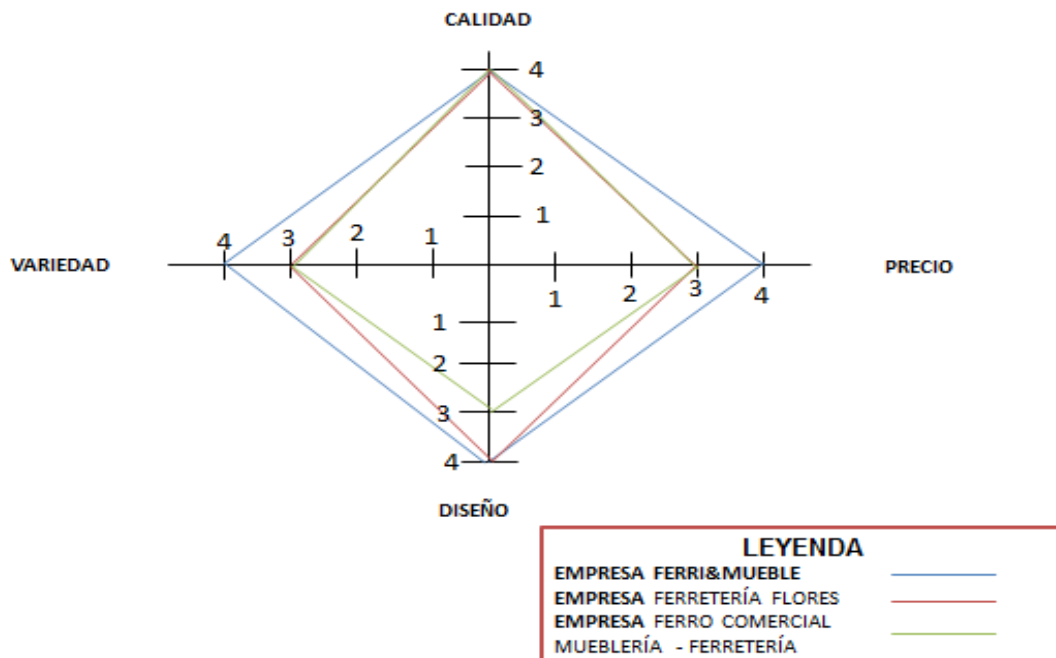 CALIDAD
4
3
2
1
4 3 2 1
VARIEDAD
PRECIO
1 2 3 4
1
2
3
4
DISEÑO
LEYENDA
EMPRESA FERRI&MUEBLE
EMPRESA FERRETERÍA FLORES
EMPRESA FERRO COMERCIAL
MUEBLERÍA - FERRETERÍA